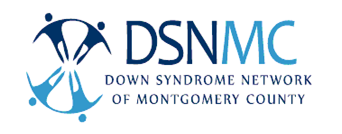 DSNMC
DOWN SYNDROME NETWORK
OF MONTGOMERY COUNTY